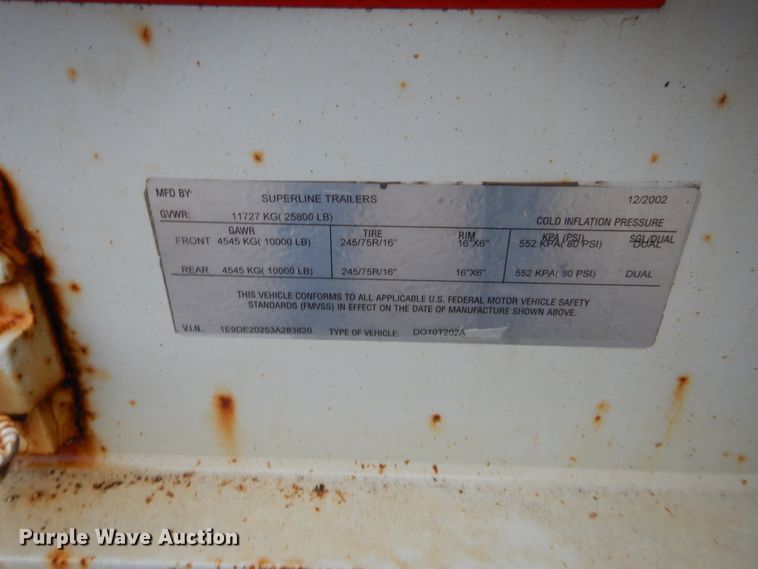 MFD BY: SUPERLINE TRAILERS 12/2002
GVWR: 11727 KG( 25800 LB) COLD INFLATION PRESSURE
GAWR TIRE RIM KPA (PSI) SGL/DUAL
FRONT 4545 KG( 10000 LB) 245/75R/16" 16"X6" 552 KPA( 80 PSI) DUAL
REAR 4545 KG( 10000 LB) 245/75R/16" 16"X6" 552 KPA( 80 PSI) DUAL
THIS VEHICLE CONFORMS TO ALL APPLICABLE U.S. FEDERAL MOTOR VEHICLE SAFETY
STANDARDS (FMVSS) IN EFFECT ON THE DATE OF MANUFACTURE SHOWN ABOVE.
V.I.N.. 1E9DE20253A283820 TYPE OF VEHICLE: DO10T202A
Purple Wave Auction